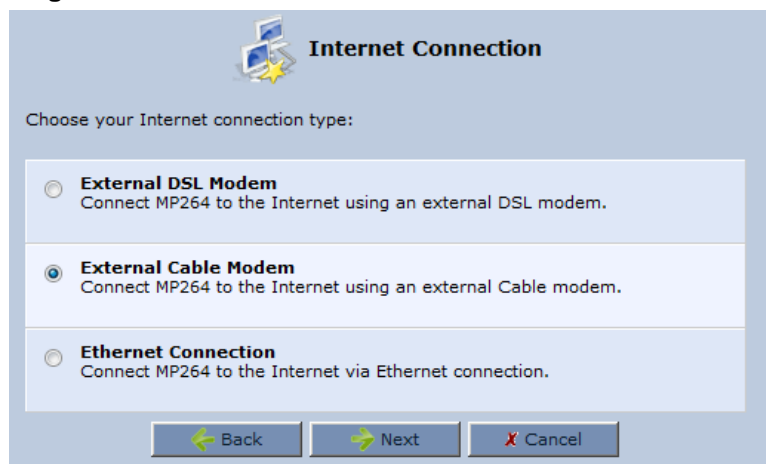 Internet Connection
Choose your Internet connection type:
External DSL Modem
Connect MP264 to the Internet using an external DSL modem.
External Cable Modem
Connect MP264 to the Internet using an external Cable modem.
Ethernet Connection
Connect MP264 to the Internet via Ethernet connection.
Back Next X Cancel